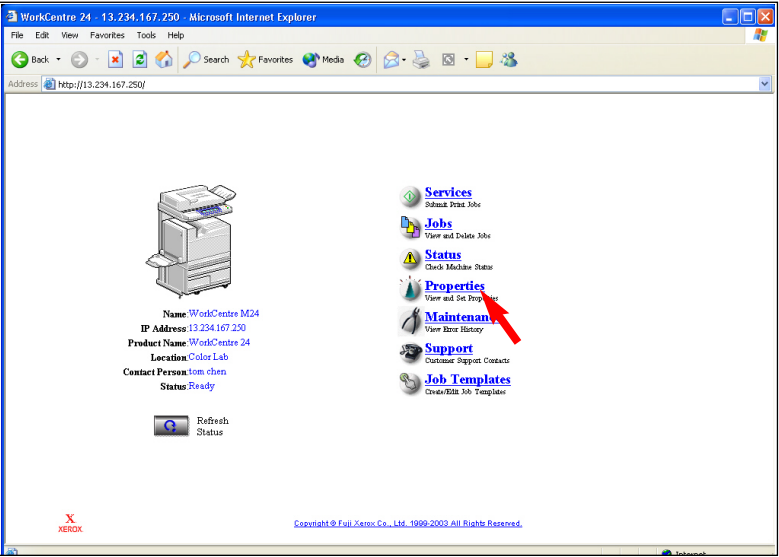 WorkCentre 24 - 13.234.167.250 - Microsoft Internet Explorer
File Edit View Favorites Tools Help
Back Search Favorites Media
Address http://13.234.167.250/
Services
Submit Print Jobs
Jobs
View and Delete Jobs
Status
Check Machine Status
Properties
View and Set
Maintenan
View Error History
Support
Customer Support Contacts
Job Templates
Create/Edit Job Templates
Name:WorkCentre M24
IP Address:13.234.167.250
Product Name:WorkCentre 24
Location:Color Lab
Contact Person:tom chen
Status:Ready
Refresh
Status
X
XEROX
Copyright © Fuji Xerox Co., Ltd. 1999-2003 All Rights Reserved.
Internet